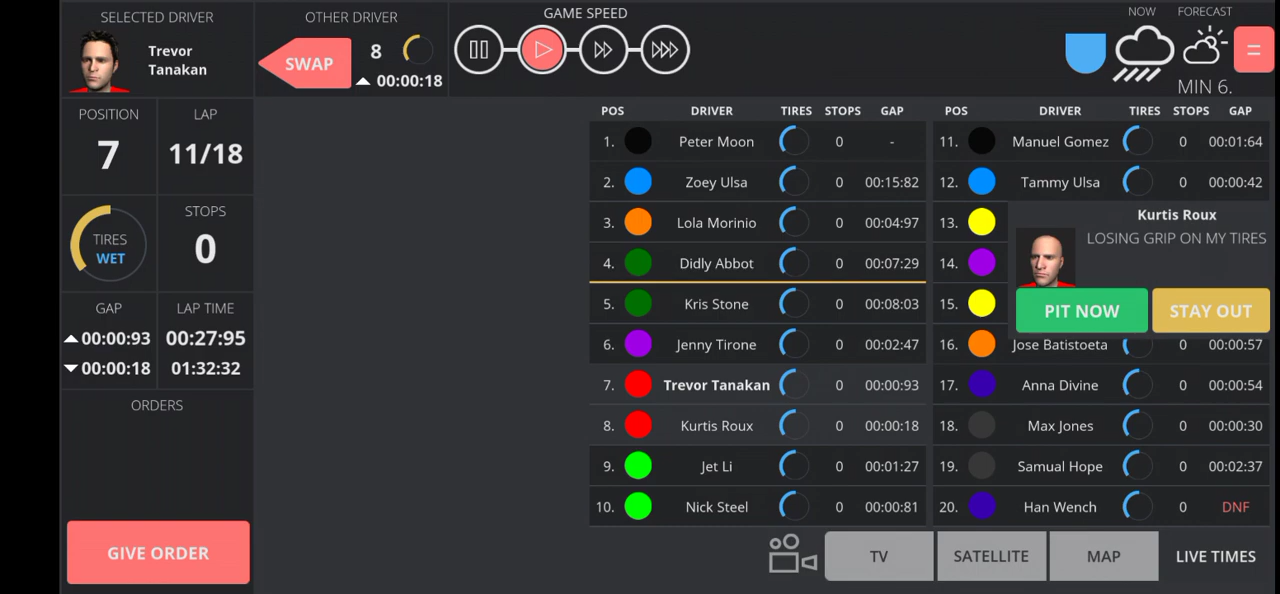 SELECTED DRIVER
Trevor
Tanakan
OTHER DRIVER
SWAP
8
00:00:18
GAME SPEED
NOW
FORECAST
MIN 6.
POSITION
7
LAP
11/18
TIRES
WET
STOPS
0
GAP
00:00:93
00:00:18
LAP TIME
00:27:95
01:32:32
ORDERS
GIVE ORDER
POS DRIVER TIRES STOPS GAP
1. Peter Moon 0 -
2. Zoey Ulsa 0 00:15:82
3. Lola Morinio 0 00:04:97
4. Didly Abbot 0 00:07:29
5. Kris Stone 0 00:08:03
6. Jenny Tirone 0 00:02:47
7. Trevor Tanakan 0 00:00:93
8. Kurtis Roux 0 00:00:18
9. Jet Li 0 00:01:27
10. Nick Steel 0 00:00:81
POS DRIVER TIRES STOPS GAP
11. Manuel Gomez 0 00:01:64
12. Tammy Ulsa 0 00:00:42
13.
14.
15.
Kurtis Roux
LOSING GRIP ON MY TIRES
PIT NOW
STAY OUT
16. Jose Batistoeta 0 00:00:57
17. Anna Divine 0 00:00:54
18. Max Jones 0 00:00:30
19. Samual Hope 0 00:02:37
20. Han Wench 0 DNF
TV
SATELLITE
MAP
LIVE TIMES